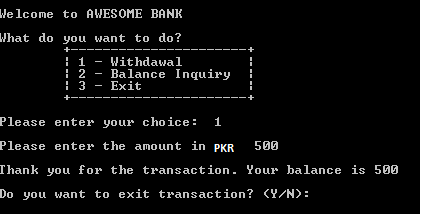 Welcome to AWESOME BANK
What do you want to do?
1 - Withdawal
2 - Balance Inquiry
3 - Exit
Please enter your choice: 1
Please enter the amount in PKR 500
Thank you for the transaction. Your balance is 500
Do you want to exit transaction? (Y/N):